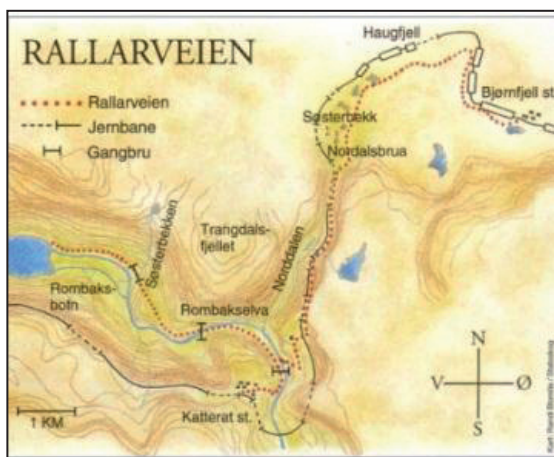 RALLARVEIEN
Rallarveien
Jernbane
Gangbru
Haugfjell
Bjørnfjell st.
Søsterbekk
Nordalsbrua
Søsterbekken
Trangdals-
fjellet
Norddalen
Rombaks-
botn
Rombakselva
Katterat st.
1 KM
N
V
Ø
S